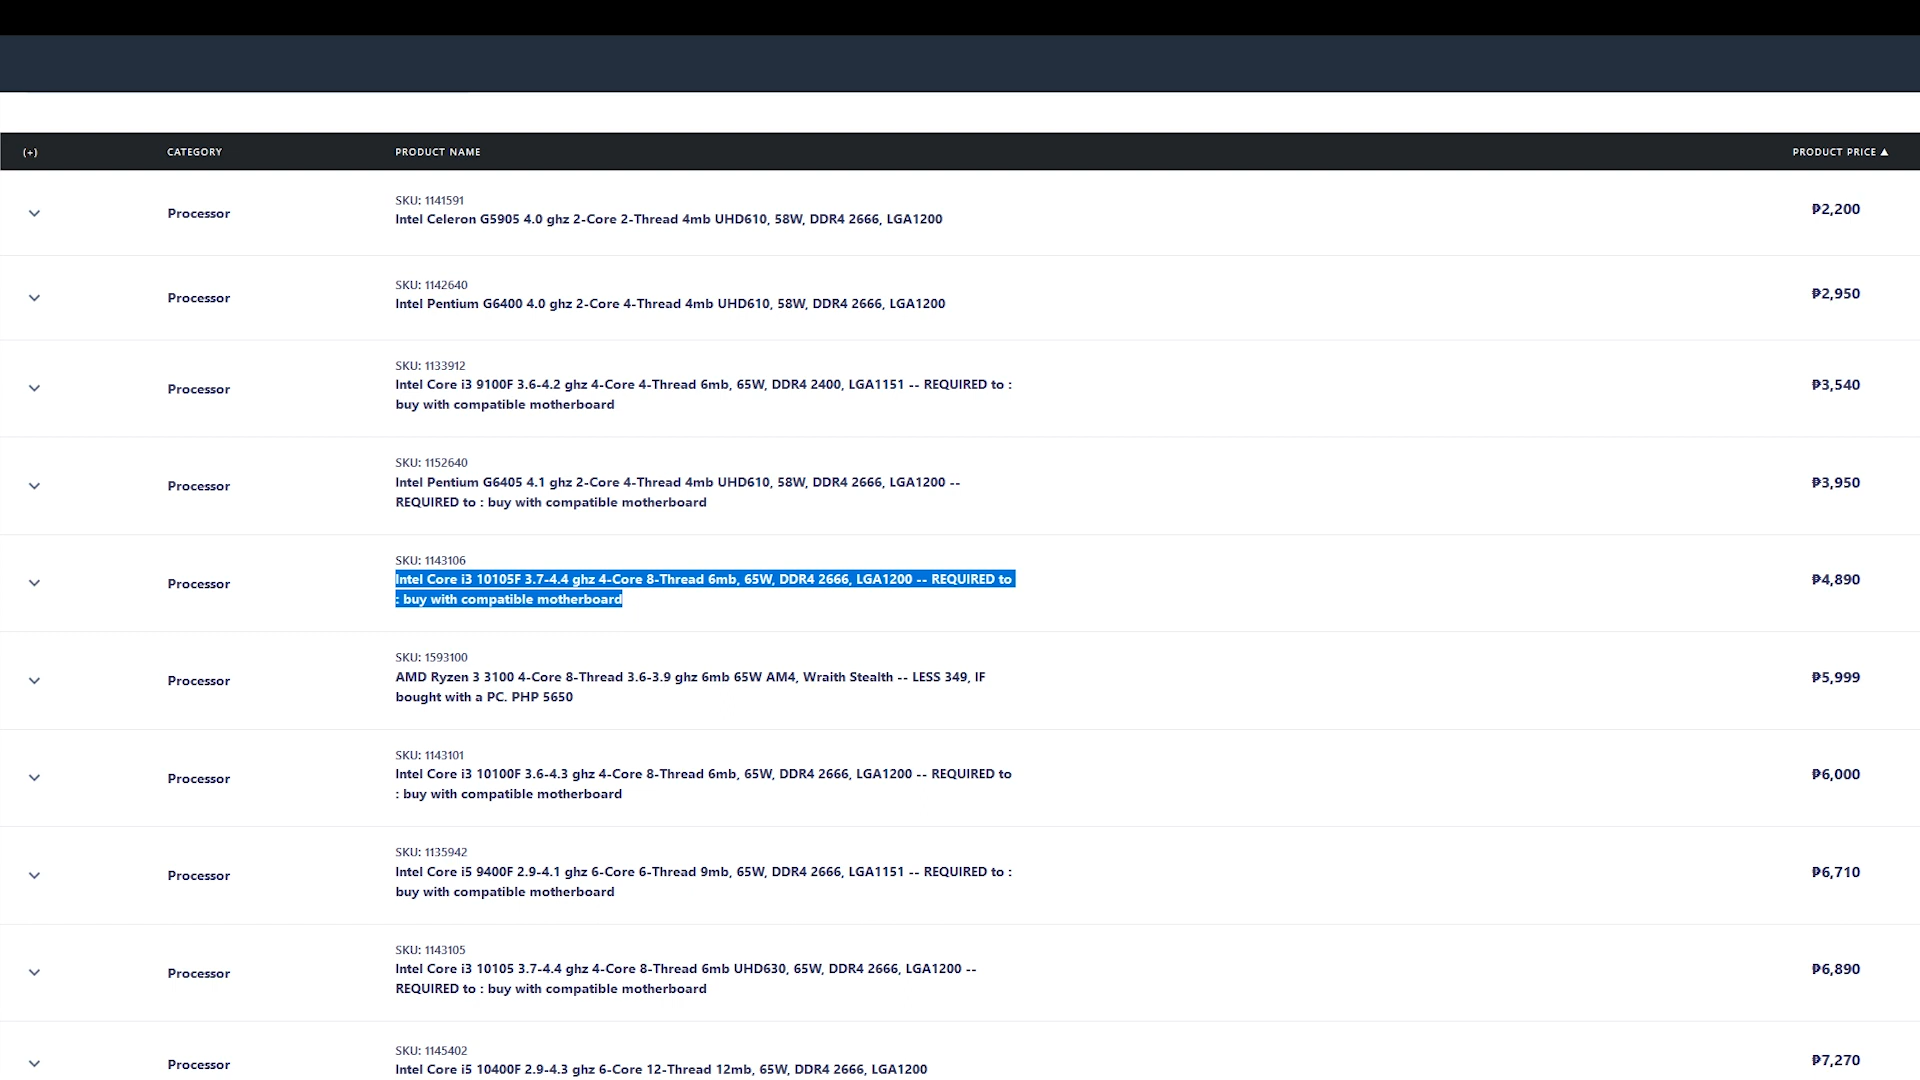 (+) CATEGORY PRODUCT NAME PRODUCT PRICE ▲
SKU: 1141591
Processor Intel Celeron G5905 4.0 ghz 2-Core 2-Thread 4mb UHD610, 58W, DDR4 2666, LGA1200 ₱2,200
SKU: 1142640
Processor Intel Pentium G6400 4.0 ghz 2-Core 4-Thread 4mb UHD610, 58W, DDR4 2666, LGA1200 ₱2,950
SKU: 1133912
Processor Intel Core i3 9100F 3.6-4.2 ghz 4-Core 4-Thread 6mb, 65W, DDR4 2400, LGA1151 -- REQUIRED to : ₱3,540
buy with compatible motherboard
SKU: 1152640
Processor Intel Pentium G6405 4.1 ghz 2-Core 4-Thread 4mb UHD610, 58W, DDR4 2666, LGA1200 -- ₱3,950
REQUIRED to : buy with compatible motherboard
SKU: 1143106
Processor Intel Core i3 10105F 3.7-4.4 ghz 4-Core 8-Thread 6mb, 65W, DDR4 2666, LGA1200 -- REQUIRED to ₱4,890
: buy with compatible motherboard
SKU: 1593100
Processor AMD Ryzen 3 3100 4-Core 8-Thread 3.6-3.9 ghz 6mb 65W AM4, Wraith Stealth -- LESS 349, IF ₱5,999
bought with a PC. PHP 5650
SKU: 1143101
Processor Intel Core i3 10100F 3.6-4.3 ghz 4-Core 8-Thread 6mb, 65W, DDR4 2666, LGA1200 -- REQUIRED to ₱6,000
: buy with compatible motherboard
SKU: 1135942
Processor Intel Core i5 9400F 2.9-4.1 ghz 6-Core 6-Thread 9mb, 65W, DDR4 2666, LGA1151 -- REQUIRED to : ₱6,710
buy with compatible motherboard
SKU: 1143105
Processor Intel Core i3 10105 3.7-4.4 ghz 4-Core 8-Thread 6mb UHD630, 65W, DDR4 2666, LGA1200 -- ₱6,890
REQUIRED to : buy with compatible motherboard
SKU: 1145402
Processor Intel Core i5 10400F 2.9-4.3 ghz 6-Core 12-Thread 12mb, 65W, DDR4 2666, LGA1200 ₱7,270